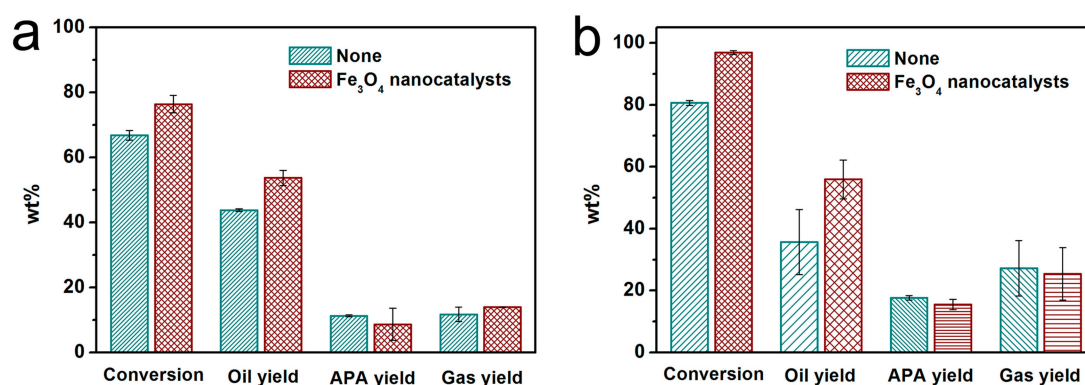 a
100
80
60
40
20
0
wt%
None
Fe₃O₄ nanocatalysts
Conversion Oil yield APA yield Gas yield
b
100
80
60
40
20
0
wt%
None
Fe₃O₄ nanocatalysts
Conversion Oil yield APA yield Gas yield